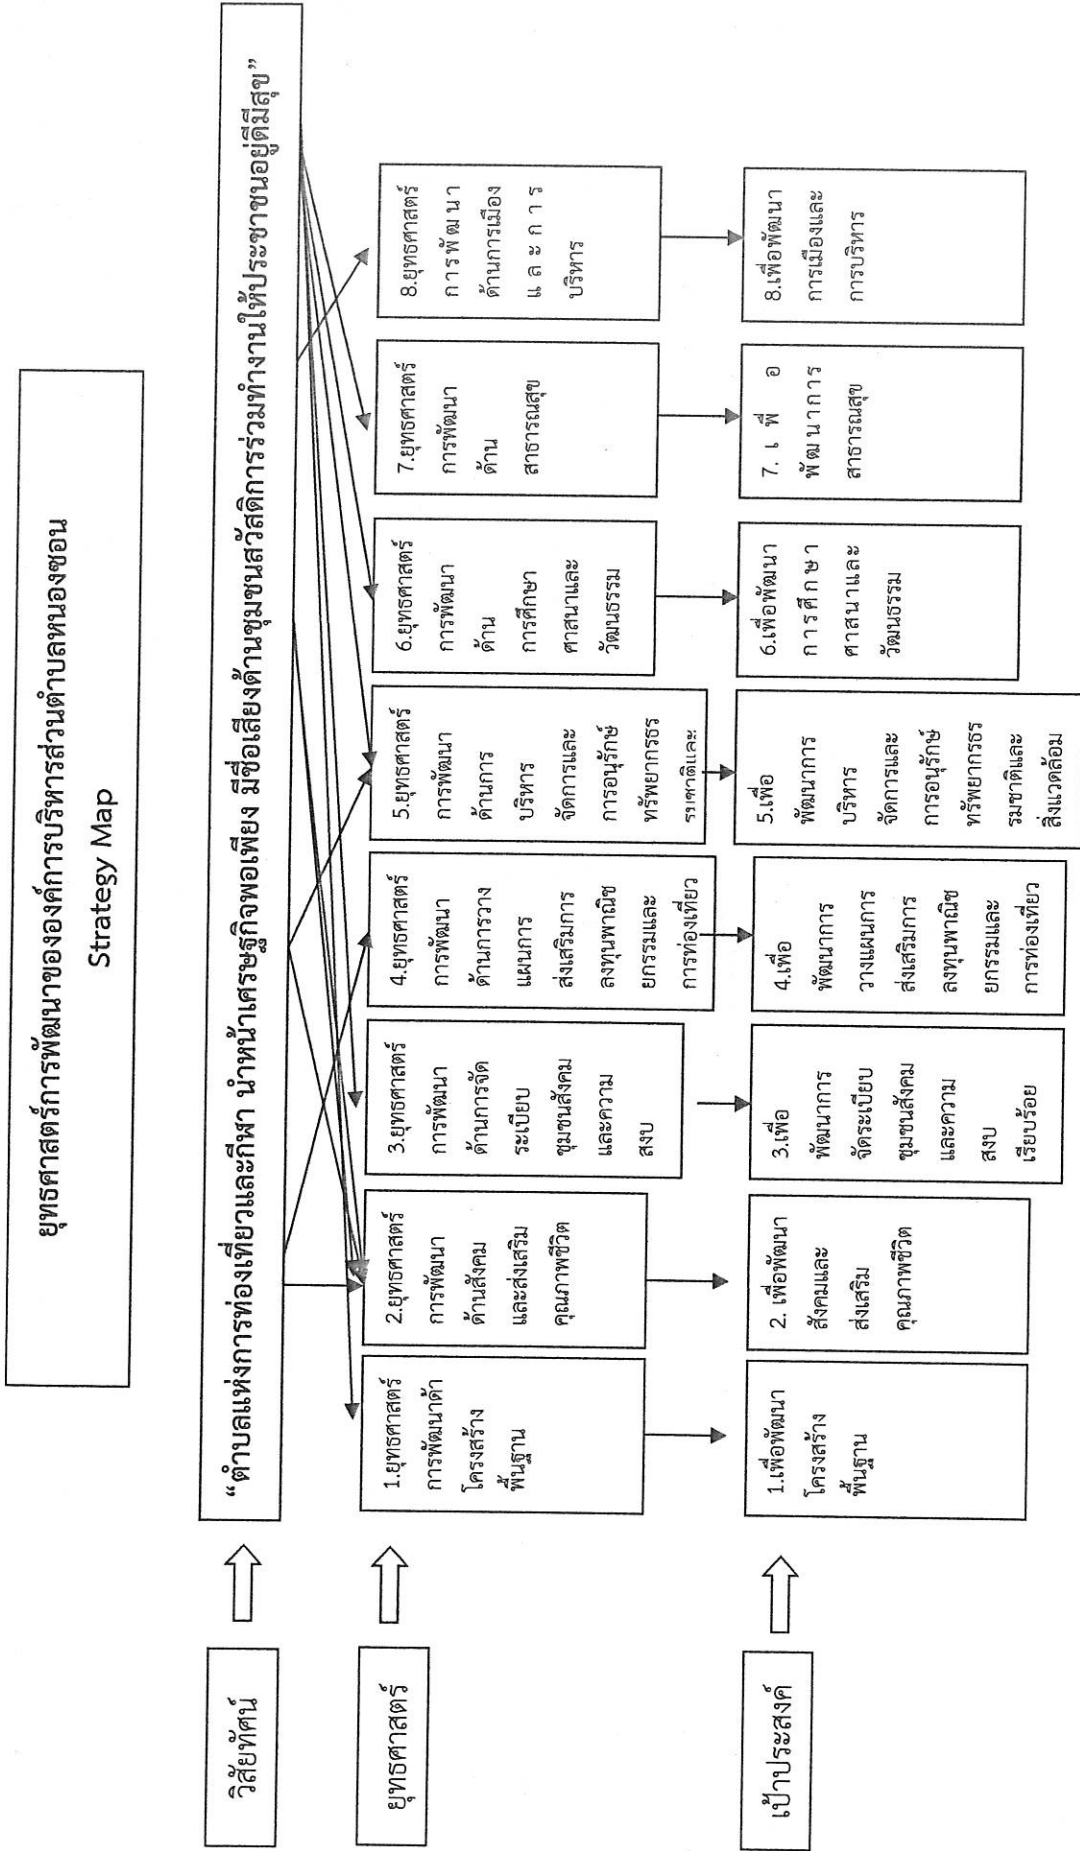 ยุทธศาสตร์การพัฒนาขององค์การบริหารส่วนตำบลหนองซอน
Strategy Map
วิสัยทัศน์
“ตำบลแห่งการท่องเที่ยวและกีฬา นำหน้าเศรษฐกิจพอเพียง มีชื่อเสียงด้านชุมชนสวัสดิการร่วมทำงานให้ประชาชนอยู่ดีมีสุข”
ยุทธศาสตร์
1.ยุทธศาสตร์
การพัฒนาด้า
โครงสร้าง
พื้นฐาน
2.ยุทธศาสตร์
การพัฒนา
ด้านสังคม
และส่งเสริม
คุณภาพชีวิต
3.ยุทธศาสตร์
การพัฒนา
ด้านการจัด
ระเบียบ
ชุมชนสังคม
และความ
สงบ
4.ยุทธศาสตร์
การพัฒนา
ด้านการวาง
แผนการ
ส่งเสริมการ
ลงทุนพาณิช
ยกรรมและ
การท่องเที่ยว
5.ยุทธศาสตร์
การพัฒนา
ด้านการ
บริหาร
จัดการและ
การอนุรักษ์
ทรัพยากรธร
รมชาติและ
6.ยุทธศาสตร์
การพัฒนา
ด้าน
การศึกษา
ศาสนาและ
วัฒนธรรม
7.ยุทธศาสตร์
การพัฒนา
ด้าน
สาธารณสุข
8.ยุทธศาสตร์
การพัฒนา
ด้านการเมือง
และการ
บริหาร
เป้าประสงค์
1.เพื่อพัฒนา
โครงสร้าง
พื้นฐาน
2. เพื่อพัฒนา
สังคมและ
ส่งเสริม
คุณภาพชีวิต
3.เพื่อ
พัฒนาการ
จัดระเบียบ
ชุมชนสังคม
และความ
สงบ
เรียบร้อย
4.เพื่อ
พัฒนาการ
วางแผนการ
ส่งเสริมการ
ลงทุนพาณิช
ยกรรมและ
การท่องเที่ยว
5.เพื่อ
พัฒนาการ
บริหาร
จัดการและ
การอนุรักษ์
ทรัพยากรธร
รมชาติและ
สิ่งแวดล้อม
6.เพื่อพัฒนา
การศึกษา
ศาสนาและ
วัฒนธรรม
7. เพื่อ
พัฒนาการ
สาธารณสุข
8.เพื่อพัฒนา
การเมืองและ
การบริหาร